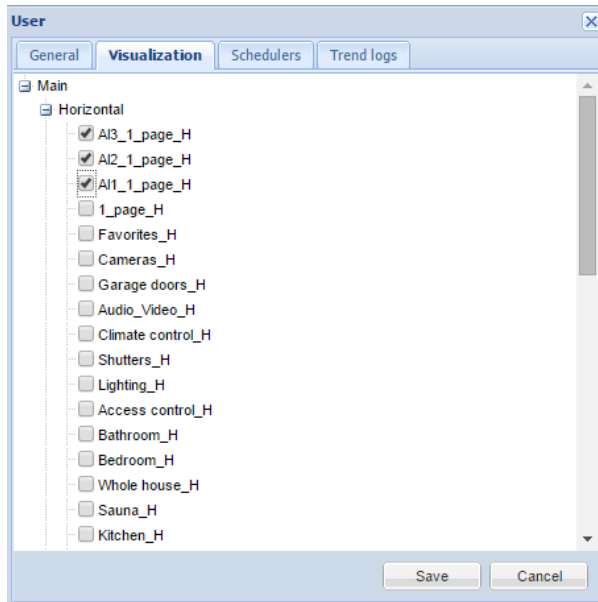 User
General Visualization Schedulers Trend logs
Main
Horizontal
AI3_1_page_H
AI2_1_page_H
AI1_1_page_H
1_page_H
Favorites_H
Cameras_H
Garage doors_H
Audio_Video_H
Climate control_H
Shutters_H
Lighting_H
Access control_H
Bathroom_H
Bedroom_H
Whole house_H
Sauna_H
Kitchen_H
Save Cancel